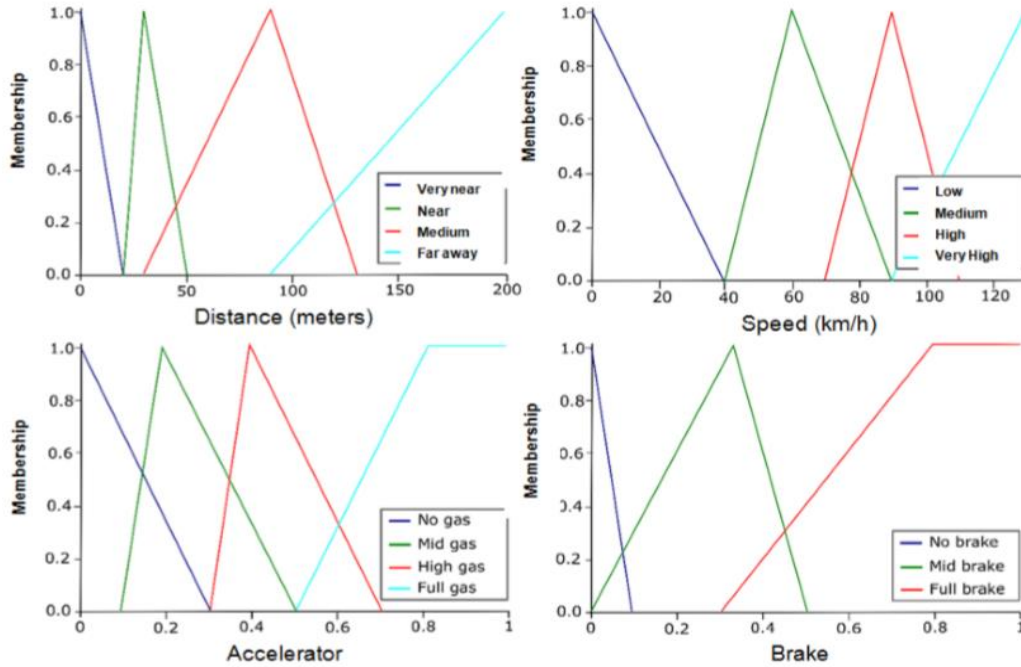 Membership
1.0
0.8
0.6
0.4
0.2
0.0
0
50
100
150
200
Distance (meters)
Very near
Near
Medium
Far away
Membership
1.0
0.8
0.6
0.4
0.2
0.0
0
20
40
60
80
100
120
Speed (km/h)
Low
Medium
High
Very High
Membership
1.0
0.8
0.6
0.4
0.2
0.0
0
0.2
0.4
0.6
0.8
1
Accelerator
No gas
Mid gas
High gas
Full gas
Membership
1.0
0.8
0.6
0.4
0.2
0.0
0
0.2
0.4
0.6
0.8
1
Brake
No brake
Mid brake
Full brake